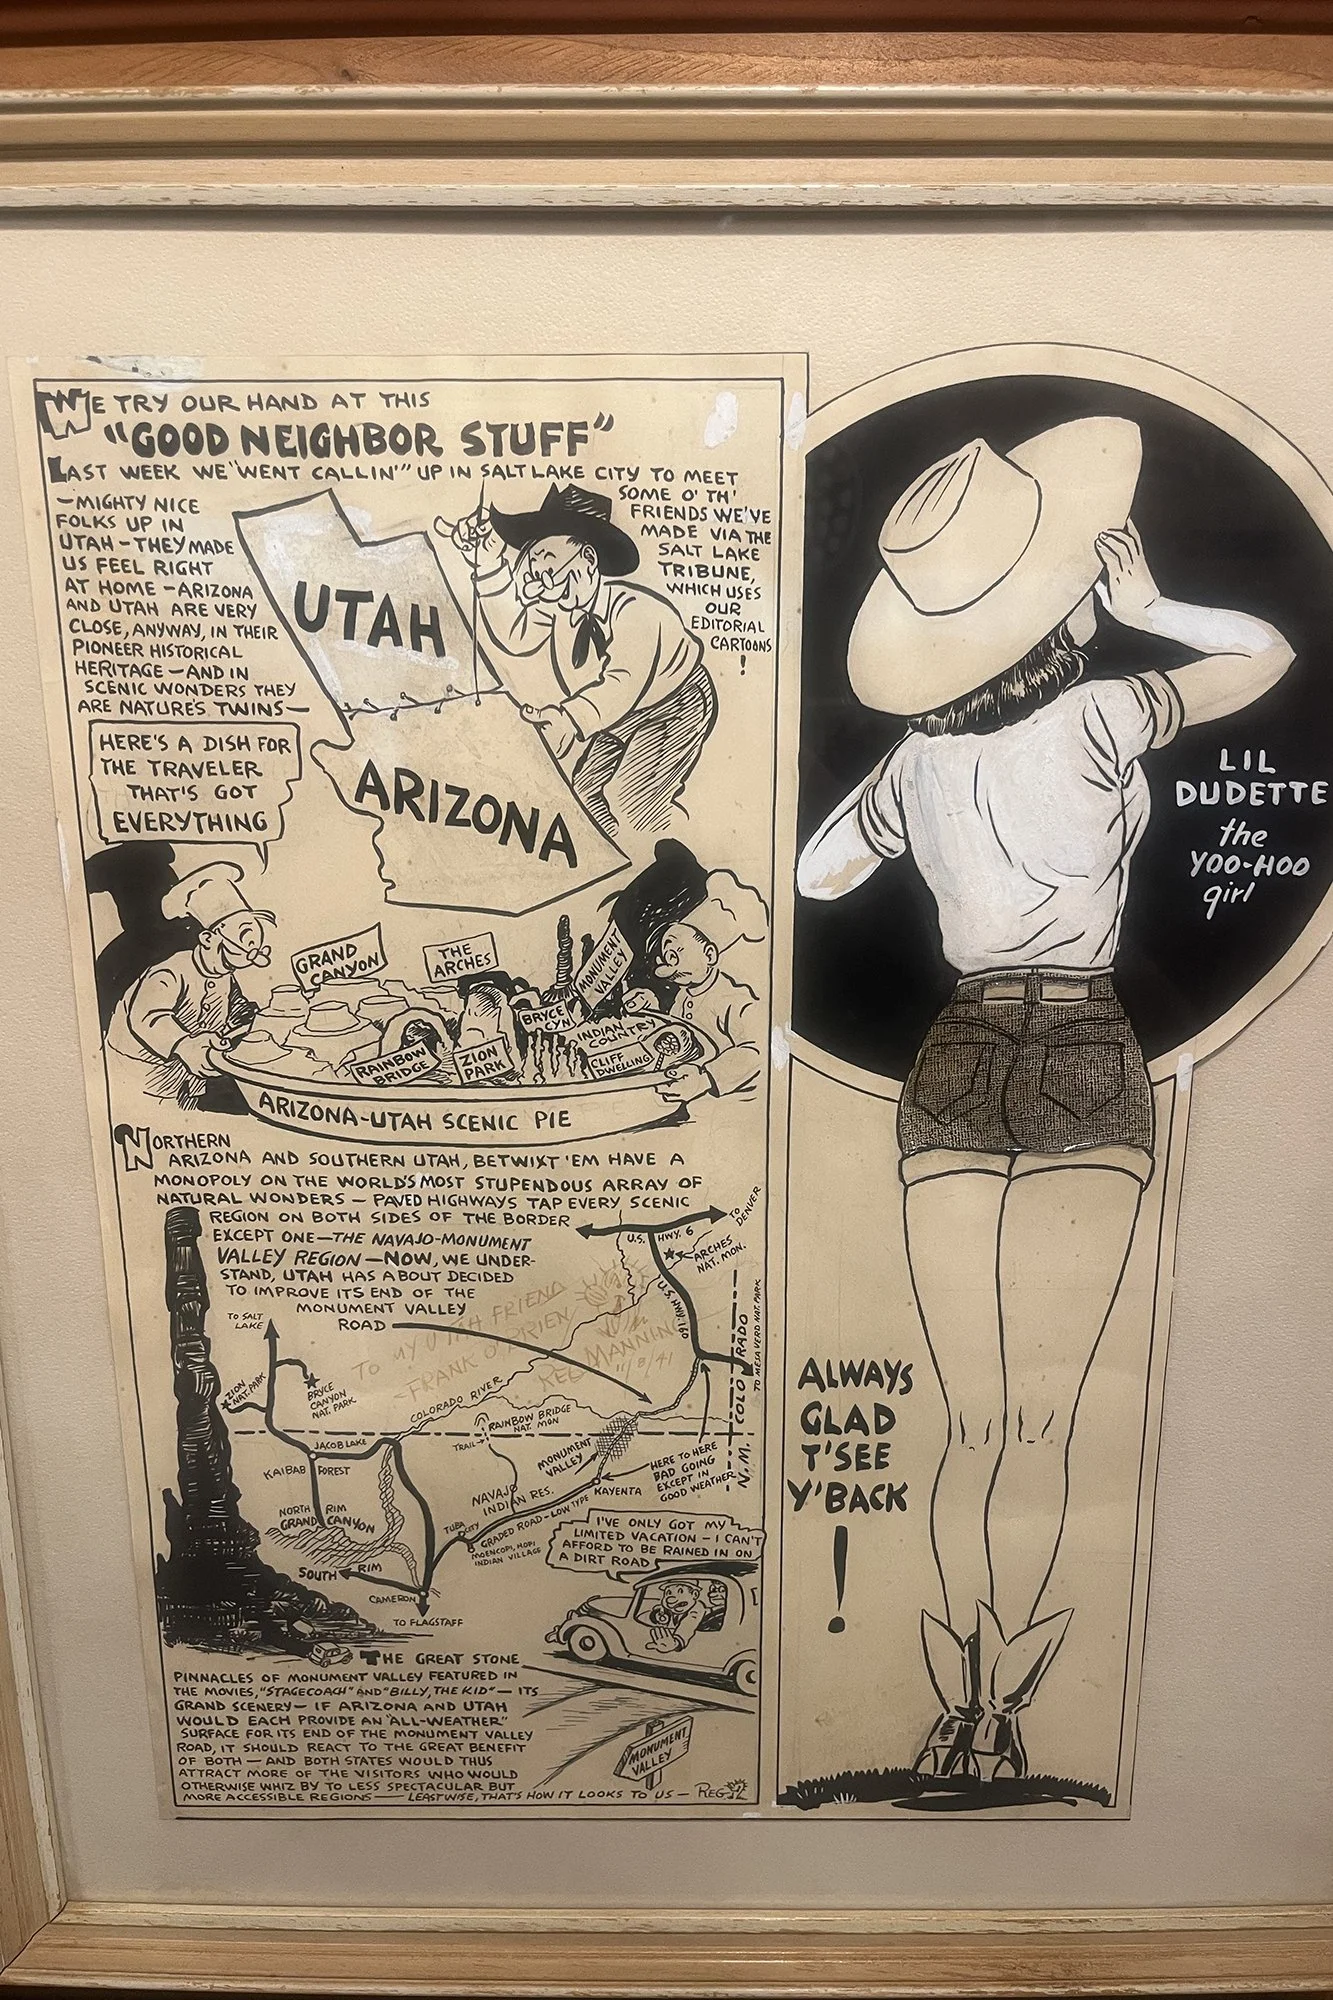 WE TRY OUR HAND AT THIS
"GOOD NEIGHBOR STUFF"
LAST WEEK WE "WENT CALLIN'" UP IN SALT LAKE CITY TO MEET
SOME O' TH'
FRIENDS WE'VE
MADE VIA THE
SALT LAKE
TRIBUNE,
WHICH USES
OUR
EDITORIAL
CARTOONS
!
-MIGHTY NICE
FOLKS UP IN
UTAH - THEY MADE
US FEEL RIGHT
AT HOME - ARIZONA
AND UTAH ARE VERY
CLOSE, ANYWAY, IN THEIR
PIONEER HISTORICAL
HERITAGE - AND IN
SCENIC WONDERS THEY
ARE NATURE'S TWINS-
UTAH
ARIZONA
HERE'S A DISH FOR
THE TRAVELER
THAT'S GOT
EVERYTHING
GRAND
CANYON
THE
ARCHES
MONUMENT
VALLEY
BRYCE
CYN
INDIAN
COUNTRY
RAINBOW
BRIDGE
ZION
PARK
CLIFF
DWELLING
ARIZONA-UTAH SCENIC PIE
NORTHERN
ARIZONA AND SOUTHERN UTAH, BETWIXT 'EM HAVE A
MONOPOLY ON THE WORLD'S MOST STUPENDOUS ARRAY OF
NATURAL WONDERS - PAVED HIGHWAYS TAP EVERY SCENIC
REGION ON BOTH SIDES OF THE BORDER
EXCEPT ONE - THE NAVAJO-MONUMENT
VALLEY REGION - NOW, WE UNDER-
STAND, UTAH HAS ABOUT DECIDED
TO IMPROVE ITS END OF THE
MONUMENT VALLEY
ROAD
TO MY UTAH FRIEND
FRANK O'BRIEN
REG MANNING
11/8/41
TO
DENVER
U.S. HWY. 6
ARCHES
NAT. MON.
U.S. HWY. 160
COLORADO
TO MESA VERD NAT. PARK
N.M.
TO SALT
LAKE
ZION
NAT. PARK
BRYCE
CANYON
NAT. PARK
COLORADO RIVER
RAINBOW BRIDGE
NAT. MON
TRAIL
JACOB LAKE
KAIBAB FOREST
NORTH RIM
GRAND CANYON
SOUTH RIM
MONUMENT
VALLEY
HERE TO HERE
BAD GOING
EXCEPT IN
GOOD WEATHER
KAYENTA
NAVAJO
INDIAN RES.
GRADED ROAD - LOW TYPE
TUBA
CITY
MOENCOPI, HOPI
INDIAN VILLAGE
CAMERON
TO FLAGSTAFF
I'VE ONLY GOT MY
LIMITED VACATION - I CAN'T
AFFORD TO BE RAINED IN ON
A DIRT ROAD
THE GREAT STONE
PINNACLES OF MONUMENT VALLEY FEATURED IN
THE MOVIES, "STAGECOACH" AND "BILLY, THE KID" - ITS
GRAND SCENERY - IF ARIZONA AND UTAH
WOULD EACH PROVIDE AN "ALL-WEATHER"
SURFACE FOR ITS END OF THE MONUMENT VALLEY
ROAD, IT SHOULD REACT TO THE GREAT BENEFIT
OF BOTH - AND BOTH STATES WOULD THUS
ATTRACT MORE OF THE VISITORS WHO WOULD
OTHERWISE WHIZ BY TO LESS SPECTACULAR BUT
MORE ACCESSIBLE REGIONS - LEASTWISE, THAT'S HOW IT LOOKS TO US - REG
MONUMENT
VALLEY
LIL
DUDETTE
the
YOO-HOO
girl
ALWAYS
GLAD
T'SEE
Y'BACK
!